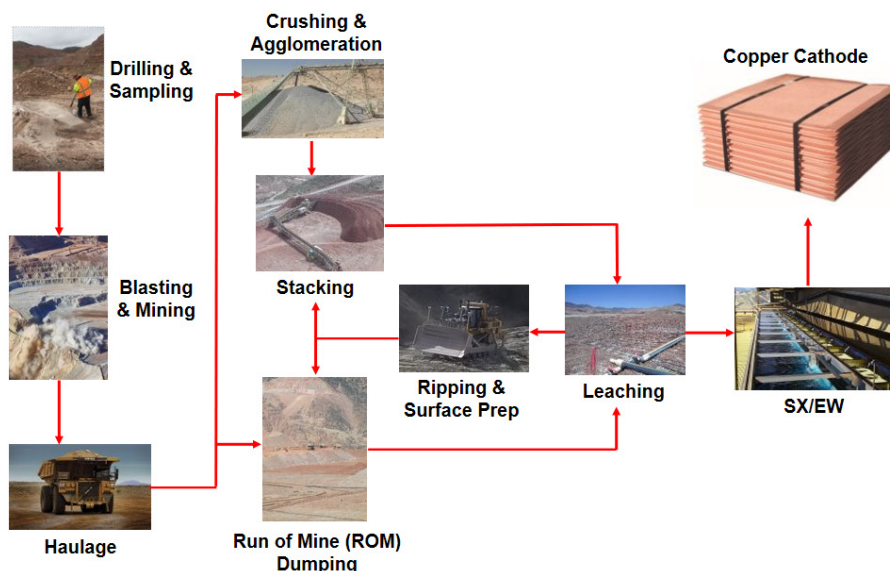 Drilling &
Sampling
Blasting
& Mining
Haulage
Crushing &
Agglomeration
Stacking
Ripping &
Surface Prep
Run of Mine (ROM)
Dumping
Leaching
SX/EW
Copper Cathode